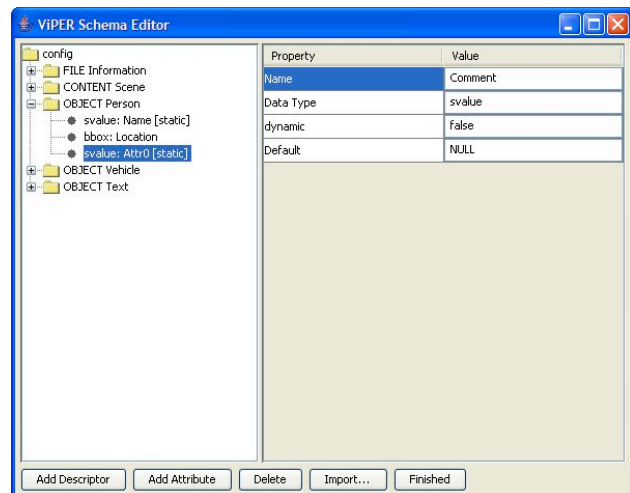 ViPER Schema Editor
config
FILE Information
CONTENT Scene
OBJECT Person
svalue: Name [static]
bbox: Location
svalue: Attr0 [static]
OBJECT Vehicle
OBJECT Text
Property Value
Name Comment
Data Type svalue
dynamic false
Default NULL
Add Descriptor Add Attribute Delete Import... Finished